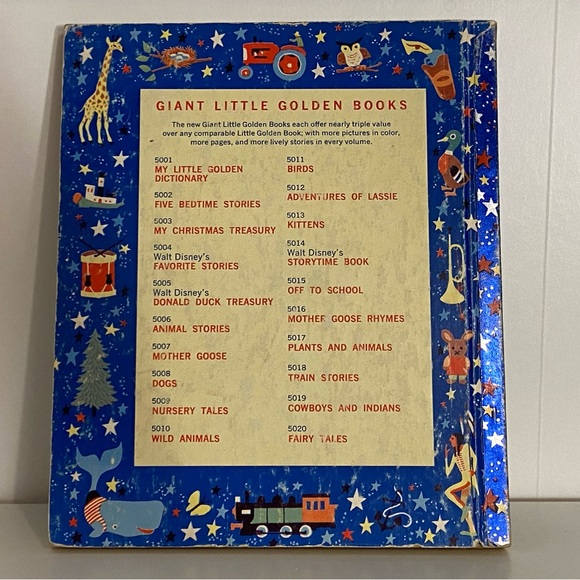 GIANT LITTLE GOLDEN BOOKS
The new Giant Little Golden Books each offer nearly triple value
over any comparable Little Golden Book; with more pictures in color,
more pages, and more lively stories in every volume.
5001
MY LITTLE GOLDEN
DICTIONARY
5002
FIVE BEDTIME STORIES
5003
MY CHRISTMAS TREASURY
5004
Walt Disney's
FAVORITE STORIES
5005
Walt Disney's
DONALD DUCK TREASURY
5006
ANIMAL STORIES
5007
MOTHER GOOSE
5008
DOGS
5009
NURSERY TALES
5010
WILD ANIMALS
5011
BIRDS
5012
ADVENTURES OF LASSIE
5013
KITTENS
5014
Walt Disney's
STORYTIME BOOK
5015
OFF TO SCHOOL
5016
MOTHER GOOSE RHYMES
5017
PLANTS AND ANIMALS
5018
TRAIN STORIES
5019
COWBOYS AND INDIANS
5020
FAIRY TALES